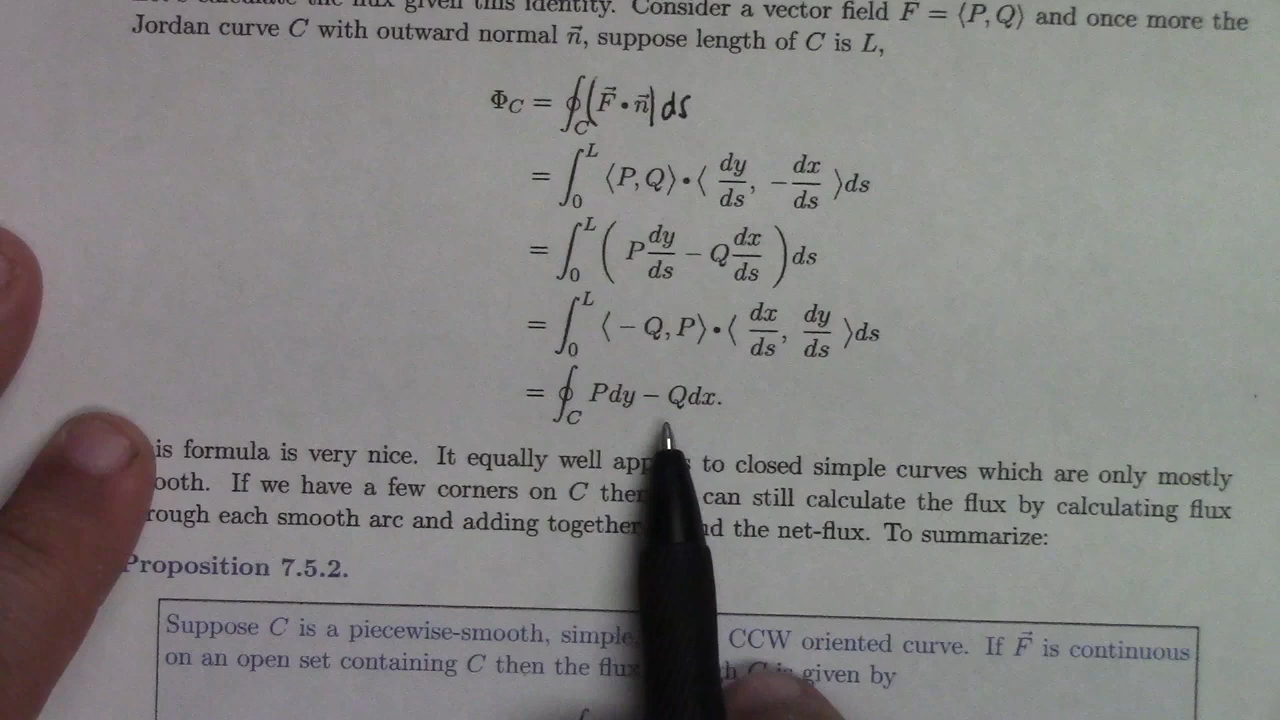 the flux given this identity. Consider a vector field F = ⟨P, Q⟩ and once more the
Jordan curve C with outward normal n⃗, suppose length of C is L,
Φ_C = ∮_C (F⃗ • n⃗) ds
= ∫_0^L ⟨P, Q⟩ • ⟨ dy/ds, − dx/ds ⟩ds
= ∫_0^L ( P dy/ds − Q dx/ds ) ds
= ∫_0^L ⟨ − Q, P⟩ • ⟨ dx/ds, dy/ds ⟩ds
= ∮_C Pdy − Qdx.
is formula is very nice. It equally well app to closed simple curves which are only mostly
ooth. If we have a few corners on C the can still calculate the flux by calculating flux
rough each smooth arc and adding together the net-flux. To summarize:
Proposition 7.5.2.
Suppose C is a piecewise-smooth, simple, CCW oriented curve. If F⃗ is continuous
on an open set containing C then the flux C is given by